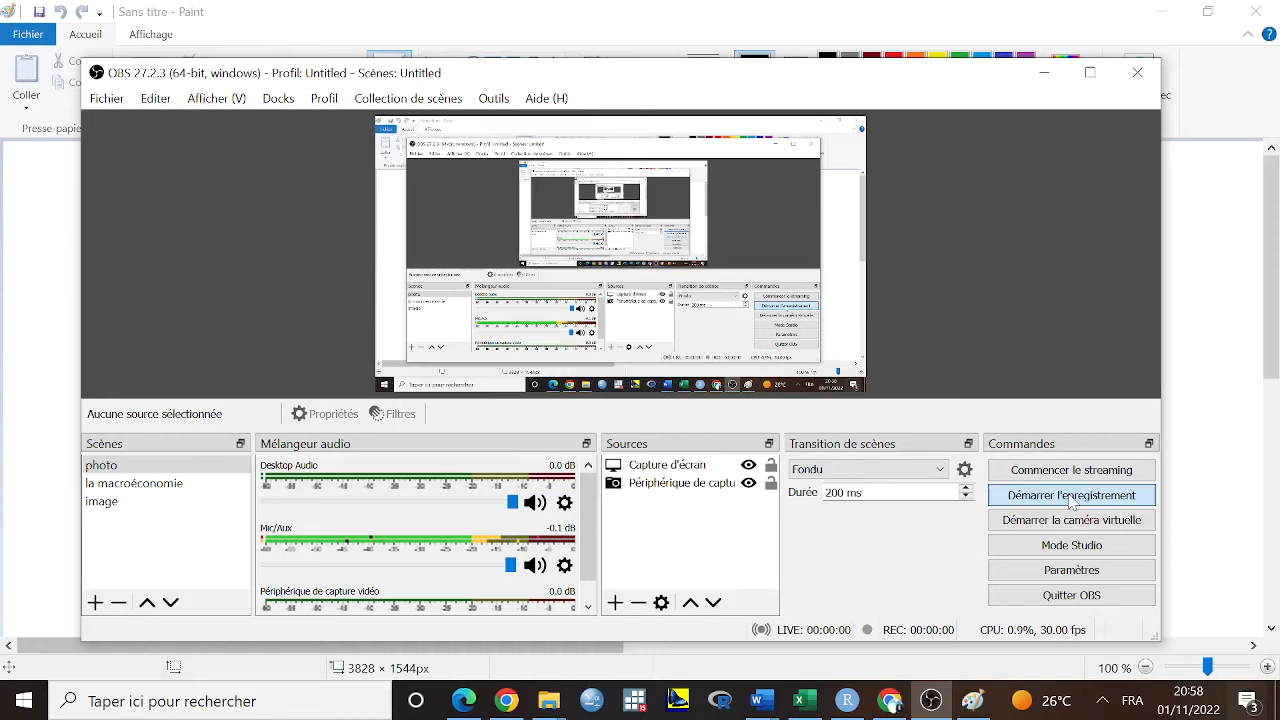 Sans titre - Paint
Fichier
Accueil
Affichage
Coller
Presse-papie
OBS 27.2.3 (64-bit, windows) - Profil: Untitled - Scènes: Untitled
Fichier
Editer
Afficher (V)
Docks
Profil
Collection de scènes
Outils
Aide (H)
Aucune source sélectionnée
Propriétés
Filtres
Scènes
photo
la macroéconomie
image
Mélangeur audio
Desktop Audio
0.0 dB
Mic/Aux
-0.1 dB
Périphérique de capture vidéo
0.0 dB
Sources
Capture d'écran
Périphérique de captu
Transition de scènes
Fondu
Durée
200 ms
Commandes
Commencer le streaming
Démarrer l'enregistrement
Démarrer la caméra virtuelle
Mode Studio
Paramètres
Quitter OBS
LIVE: 00:00:00
REC: 00:00:00
CPU: 0.9%, 30.00 fps
3828 × 1544px
100 %
Taper ici pour rechercher
26°C
FRA
20:58
01/11/2022
3